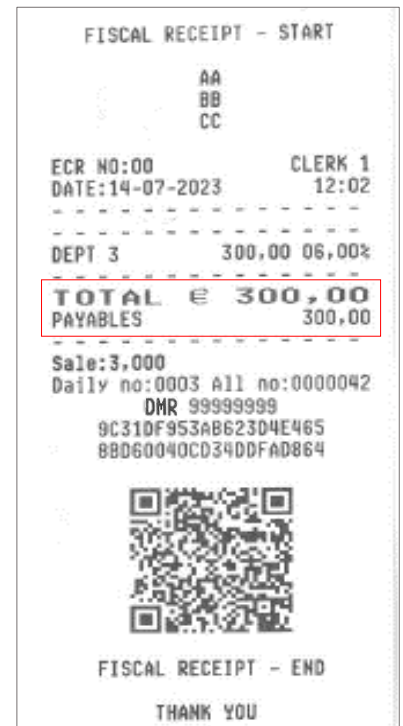 FISCAL RECEIPT - START
AA
BB
CC
ECR NO:00 CLERK 1
DATE:14-07-2023 12:02
- - - - - - - - - - - - - - -
- - - - - - - - - - - - - - -
DEPT 3 300,00 06,00%
- - - - - - - - - - - - - - -
TOTAL € 300,00
PAYABLES 300,00
- - - - - - - - - - - - - - -
Sale:3,000
Daily no:0003 All no:0000042
DMR 99999999
9C310F953AB623D4E465
8BD60040CD34DDFAD864
FISCAL RECEIPT - END
THANK YOU